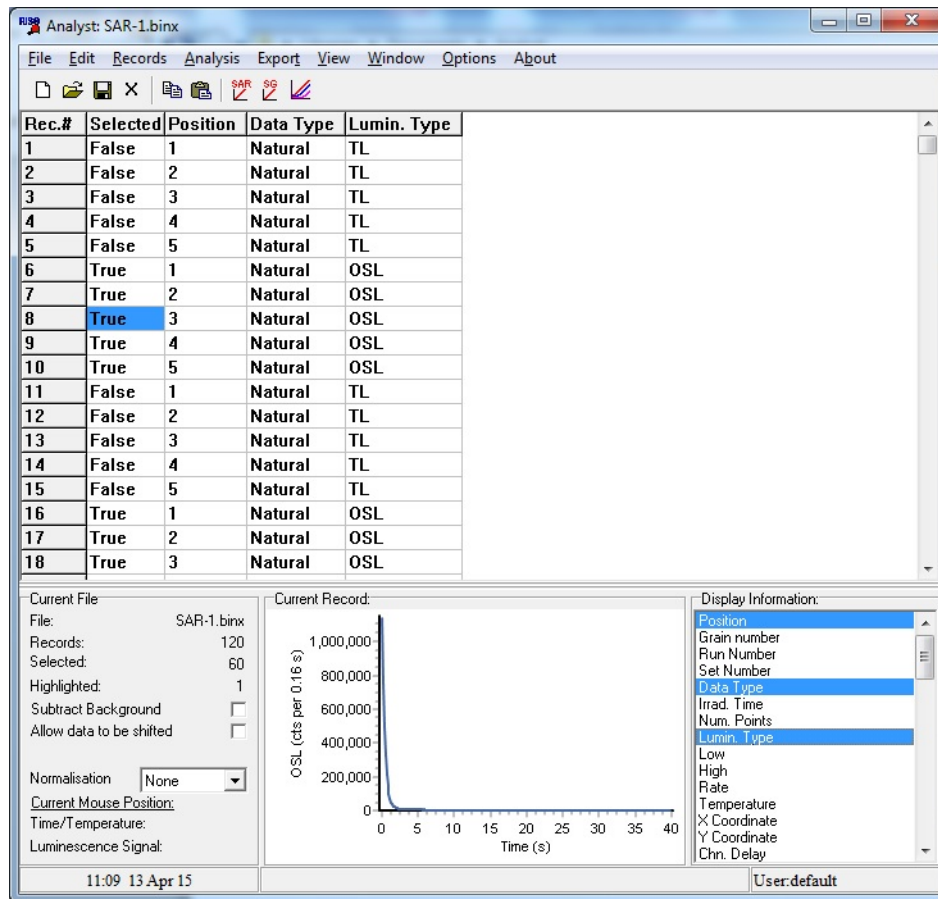 RISØ Analyst: SAR-1.binx
File Edit Records Analysis Export View Window Options About
SAR SG
Rec.# Selected Position Data Type Lumin. Type
1 False 1 Natural TL
2 False 2 Natural TL
3 False 3 Natural TL
4 False 4 Natural TL
5 False 5 Natural TL
6 True 1 Natural OSL
7 True 2 Natural OSL
8 True 3 Natural OSL
9 True 4 Natural OSL
10 True 5 Natural OSL
11 False 1 Natural TL
12 False 2 Natural TL
13 False 3 Natural TL
14 False 4 Natural TL
15 False 5 Natural TL
16 True 1 Natural OSL
17 True 2 Natural OSL
18 True 3 Natural OSL
Current File
File: SAR-1.binx
Records: 120
Selected: 60
Highlighted: 1
Subtract Background
Allow data to be shifted
Normalisation None
Current Mouse Position:
Time/Temperature:
Luminescence Signal:
Current Record:
OSL (cts per 0.16 s)
1,000,000
800,000
600,000
400,000
200,000
0
0 5 10 15 20 25 30 35 40
Time (s)
Display Information:
Position
Grain number
Run Number
Set Number
Data Type
Irrad. Time
Num. Points
Lumin. Type
Low
High
Rate
Temperature
X Coordinate
Y Coordinate
Chn. Delay
11:09 13 Apr 15 User:default